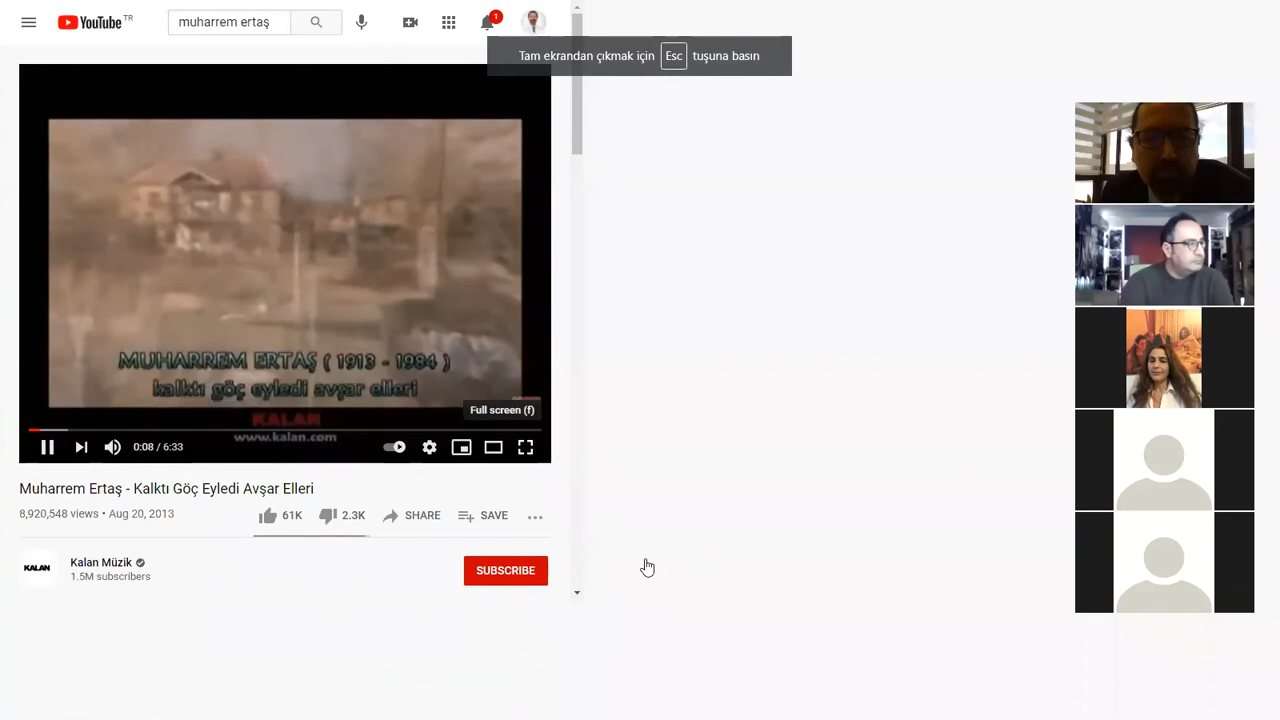 YouTube TR
muharrem ertaş
1
Tam ekrandan çıkmak için Esc tuşuna basın
MUHARREM ERTAŞ ( 1913 - 1984 )
kalktı göç eyledi avşar elleri
Full screen (f)
KALAN
www.kalan.com
0:08 / 6:33
Muharrem Ertaş - Kalktı Göç Eyledi Avşar Elleri
8,920,548 views • Aug 20, 2013
61K
2.3K
SHARE
SAVE
KALAN
Kalan Müzik
1.5M subscribers
SUBSCRIBE